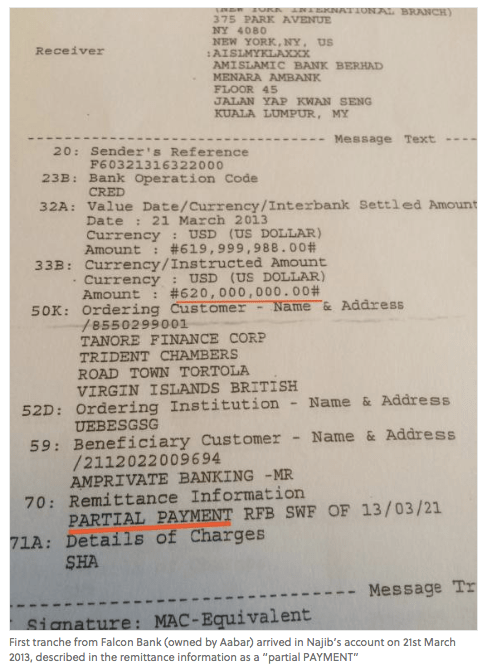 (NEW YORK INTERNATIONAL BRANCH)
375 PARK AVENUE
NY 4080
NEW YORK,NY, US
Receiver :AISLMYKLAXXX
AMISLAMIC BANK BERHAD
MENARA AMBANK
FLOOR 45
JALAN YAP KWAN SENG
KUALA LUMPUR, MY
---------------------------- Message Text ----
20: Sender's Reference
F60321316322000
23B: Bank Operation Code
CRED
32A: Value Date/Currency/Interbank Settled Amount
Date : 21 March 2013
Currency : USD (US DOLLAR)
Amount : #619,999,988.00#
33B: Currency/Instructed Amount
Currency : USD (US DOLLAR)
Amount : #620,000,000.00#
50K: Ordering Customer - Name & Address
/8550299001
TANORE FINANCE CORP
TRIDENT CHAMBERS
ROAD TOWN TORTOLA
VIRGIN ISLANDS BRITISH
52D: Ordering Institution - Name & Address
UEBESGSG
59: Beneficiary Customer - Name & Address
/2112022009694
AMPRIVATE BANKING -MR
70: Remittance Information
PARTIAL PAYMENT RFB SWF OF 13/03/21
71A: Details of Charges
SHA
---------------------------- Message Tr
Signature: MAC-Equivalent
First tranche from Falcon Bank (owned by Aabar) arrived in Najib's account on 21st March
2013, described in the remittance information as a "partial PAYMENT"